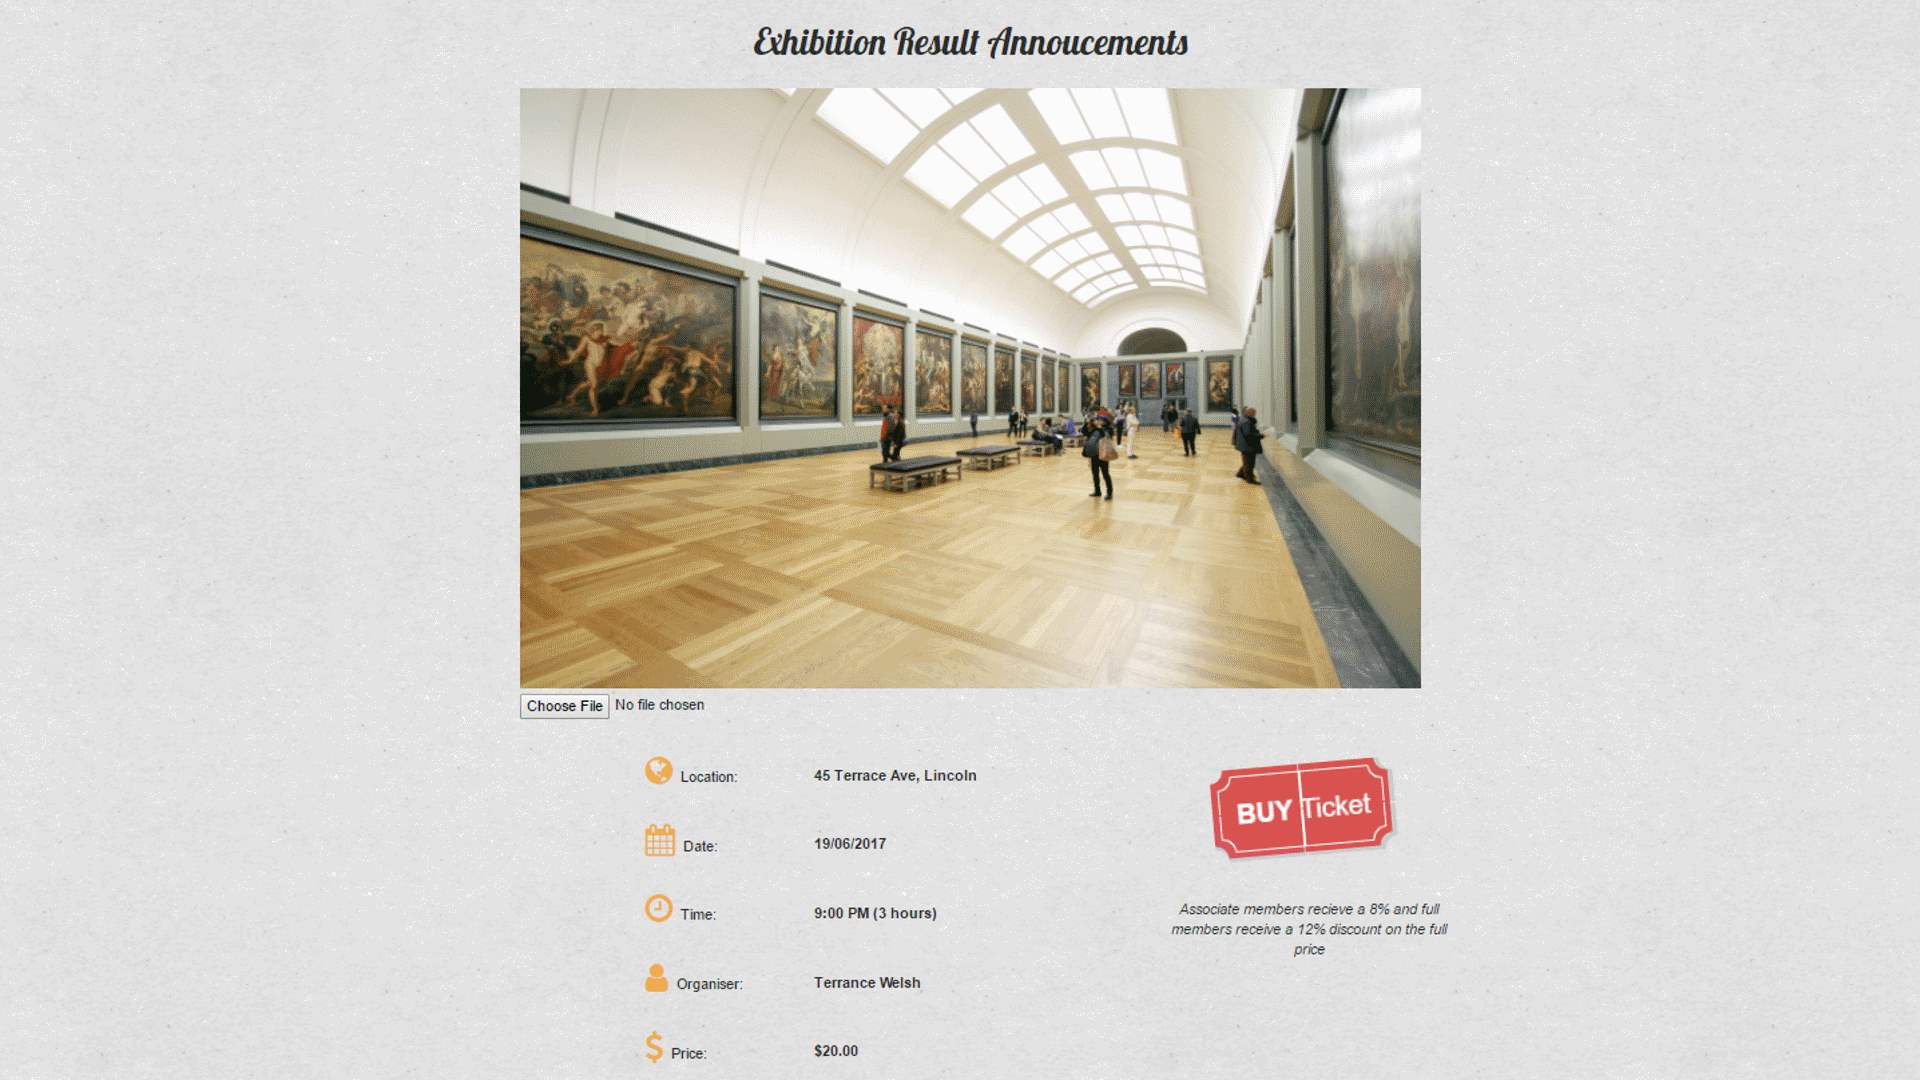 Exhibition Result Annoucements
Choose File No file chosen
Location: 45 Terrace Ave, Lincoln
Date: 19/06/2017
Time: 9:00 PM (3 hours)
Organiser: Terrance Welsh
Price: $20.00
BUY Ticket
Associate members recieve a 8% and full
members receive a 12% discount on the full
price